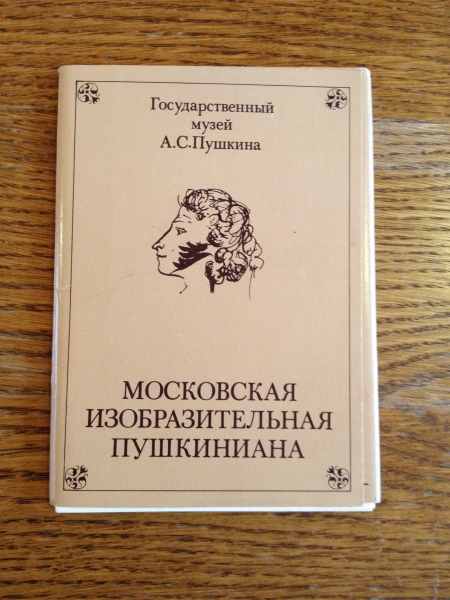 Государственный
музей
А.С.Пушкина
МОСКОВСКАЯ
ИЗОБРАЗИТЕЛЬНАЯ
ПУШКИНИАНА